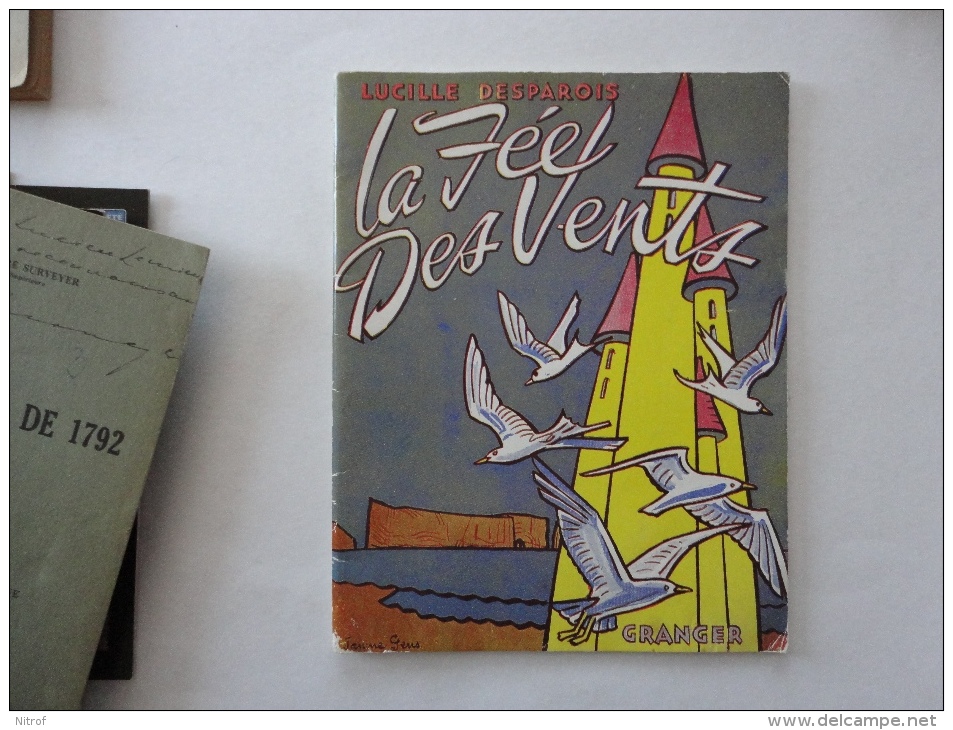 LUCILLE DESPAROIS
La Fée
Des Vents
GRANGER
E SURVEYER
DE 1792
E
Nitrof
www.delcampe.net